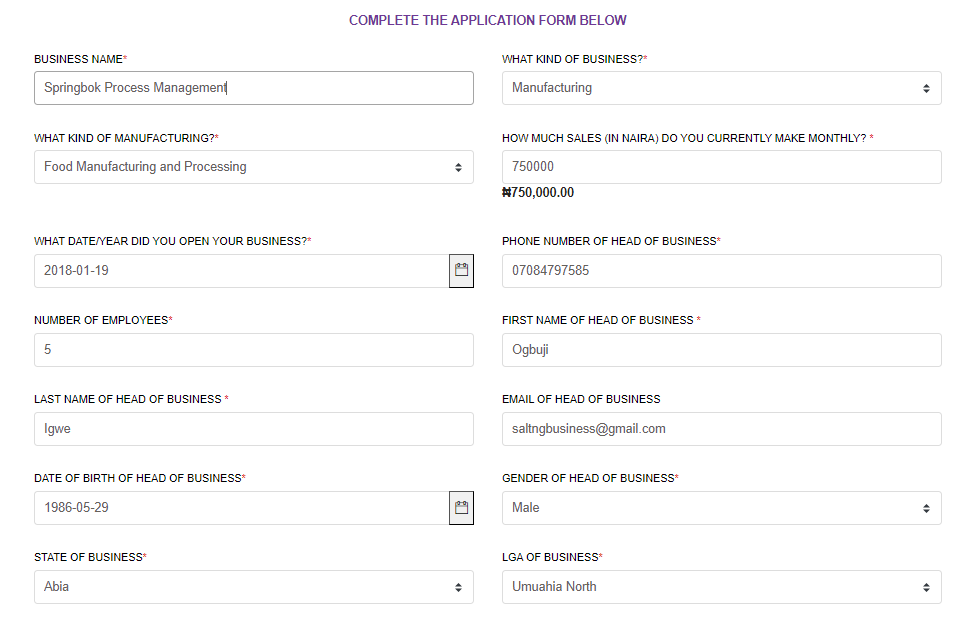 COMPLETE THE APPLICATION FORM BELOW
BUSINESS NAME*
Springbok Process Management
WHAT KIND OF BUSINESS?*
Manufacturing
WHAT KIND OF MANUFACTURING?*
Food Manufacturing and Processing
HOW MUCH SALES (IN NAIRA) DO YOU CURRENTLY MAKE MONTHLY? *
750000
₦750,000.00
WHAT DATE/YEAR DID YOU OPEN YOUR BUSINESS?*
2018-01-19
PHONE NUMBER OF HEAD OF BUSINESS*
07084797585
NUMBER OF EMPLOYEES*
5
FIRST NAME OF HEAD OF BUSINESS *
Ogbuji
LAST NAME OF HEAD OF BUSINESS *
Igwe
EMAIL OF HEAD OF BUSINESS
saltngbusiness@gmail.com
DATE OF BIRTH OF HEAD OF BUSINESS*
1986-05-29
GENDER OF HEAD OF BUSINESS*
Male
STATE OF BUSINESS*
Abia
LGA OF BUSINESS*
Umuahia North